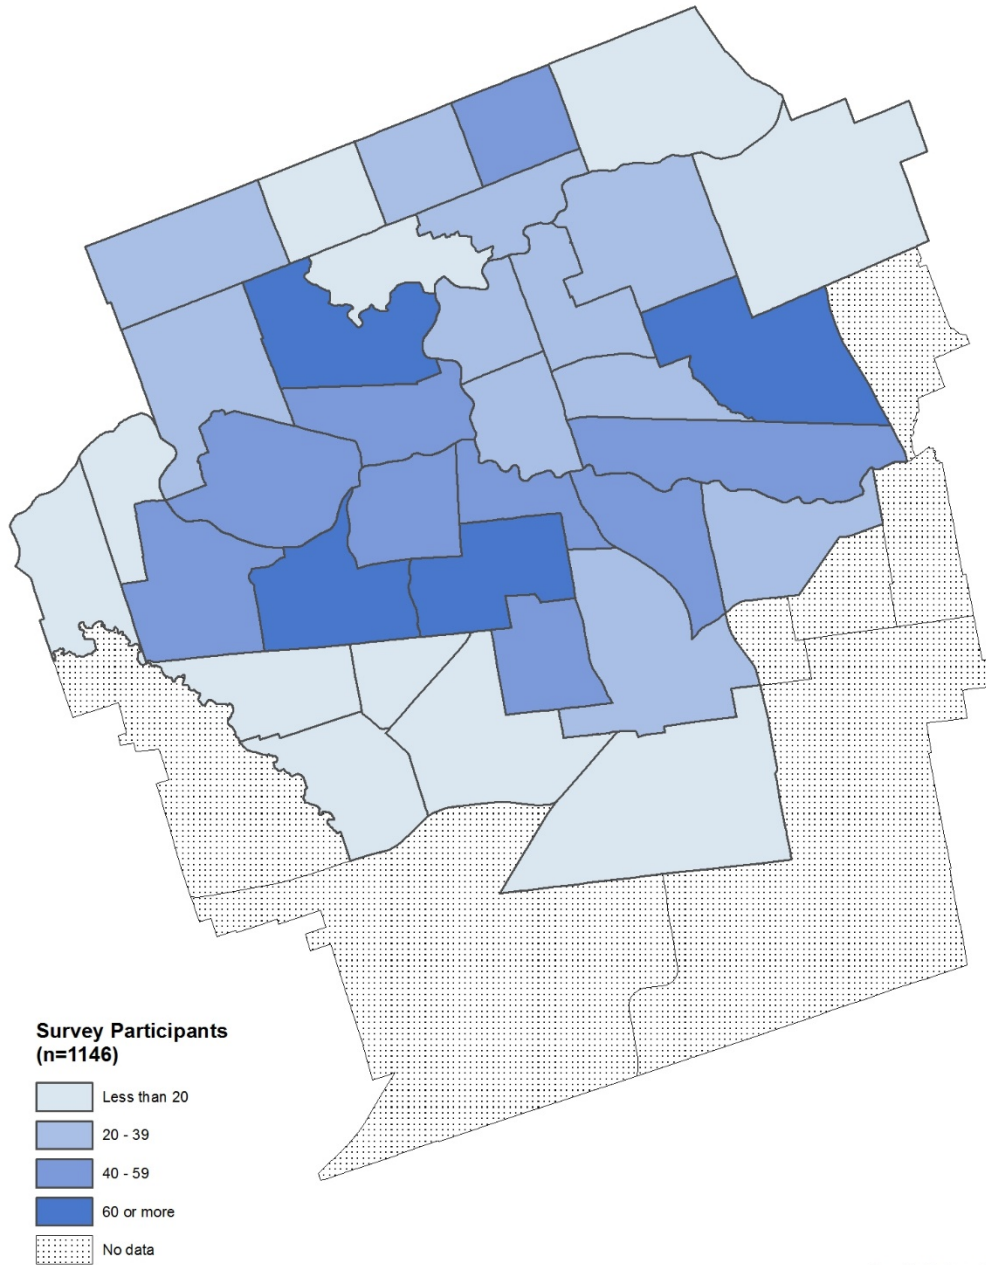 Survey Participants
(n=1146)
Less than 20
20 - 39
40 - 59
60 or more
No data